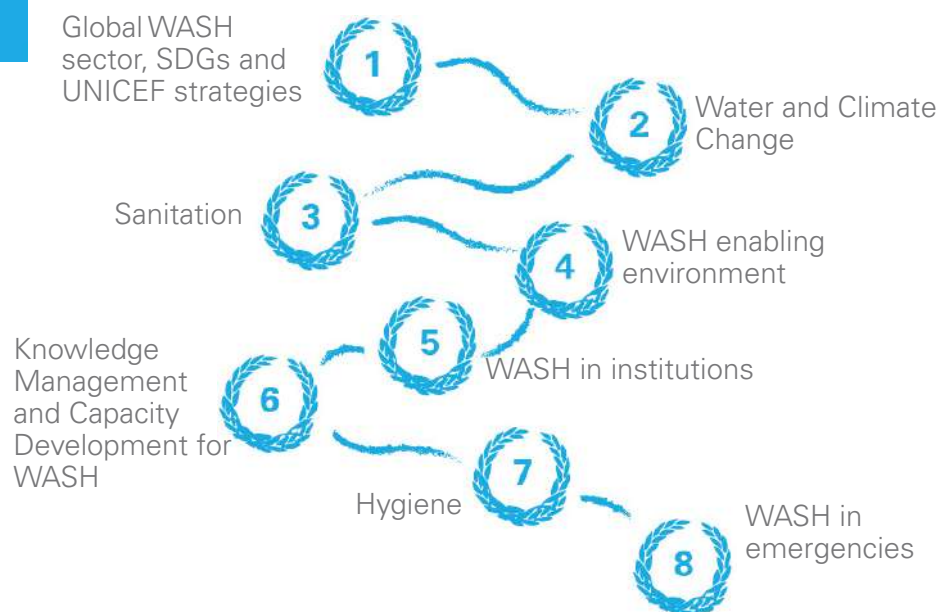 Global WASH
sector, SDGs and
UNICEF strategies
1
2
Water and Climate
Change
Sanitation
3
4
WASH enabling
environment
5
WASH in institutions
Knowledge
Management
and Capacity
Development for
WASH
6
7
Hygiene
8
WASH in
emergencies